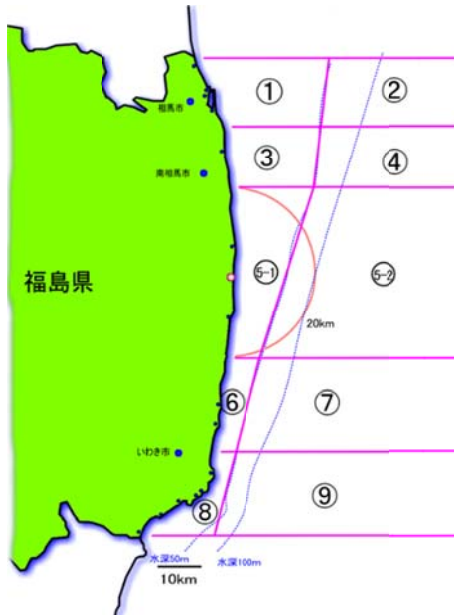 ①
②
相馬市
③
④
南相馬市
5-1
5-2
福島県
20km
⑥
⑦
いわき市
⑧
⑨
水深50m
水深100m
10km